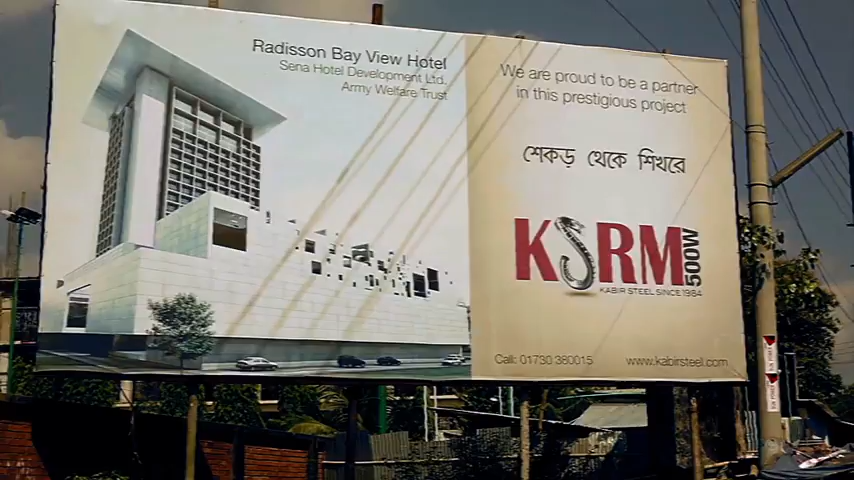 Radisson Bay View Hotel
Sena Hotel Development Ltd.
Army Welfare Trust
We are proud to be a partner
in this prestigious project
শেকড় থেকে শিখরে
KSRM
500W
KABIR STEEL SINCE 1984
Call: 01730 380015
www.kabirsteel.com